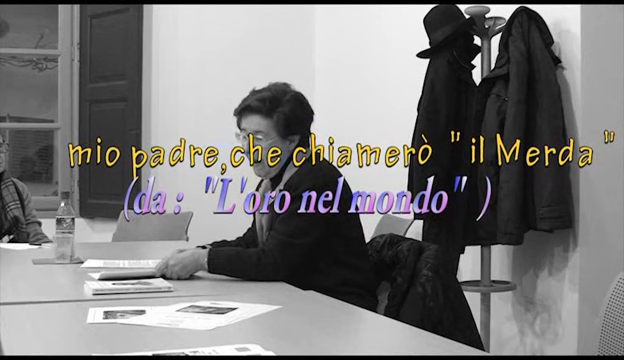 mio padre,che chiamerò "il Merda"
(da : "L'oro nel mondo" )